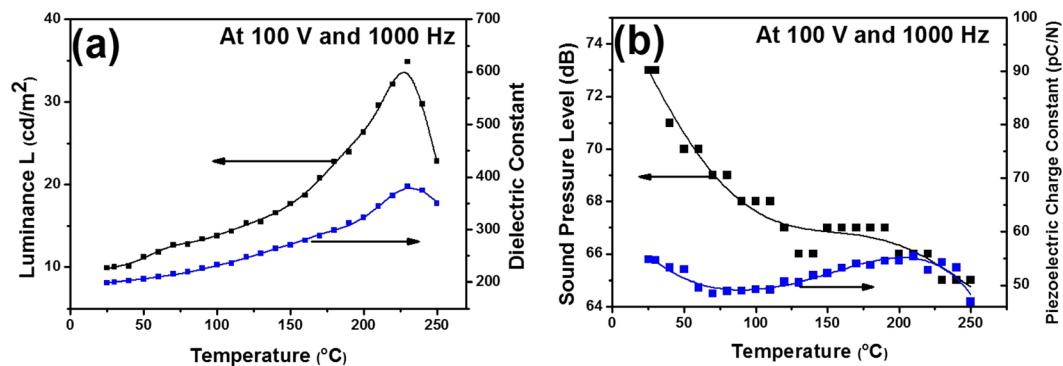 (a)
At 100 V and 1000 Hz
Luminance L (cd/m²)
40
30
20
10
Dielectric Constant
700
600
500
400
300
200
0 50 100 150 200 250
Temperature (°C)
(b)
At 100 V and 1000 Hz
Sound Pressure Level (dB)
74
72
70
68
66
64
Piezoelectric Charge Constant (pC/N)
100
90
80
70
60
50
0 50 100 150 200 250
Temperature (°C)